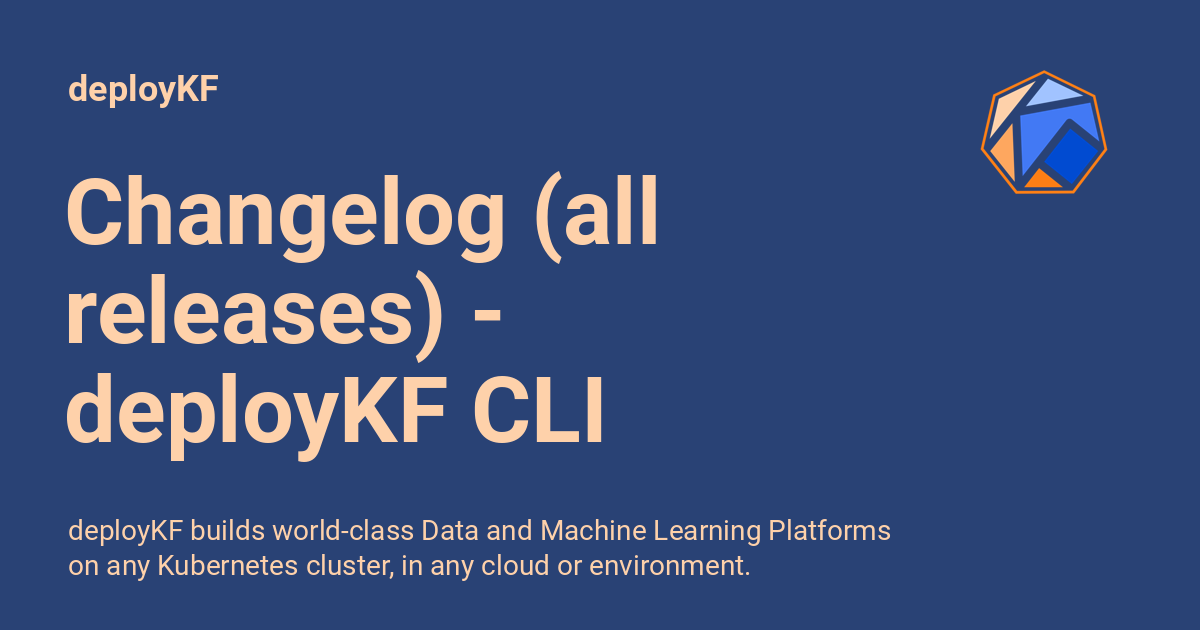 deployKF
Changelog (all
releases) -
deployKF CLI
deployKF builds world-class Data and Machine Learning Platforms
on any Kubernetes cluster, in any cloud or environment.